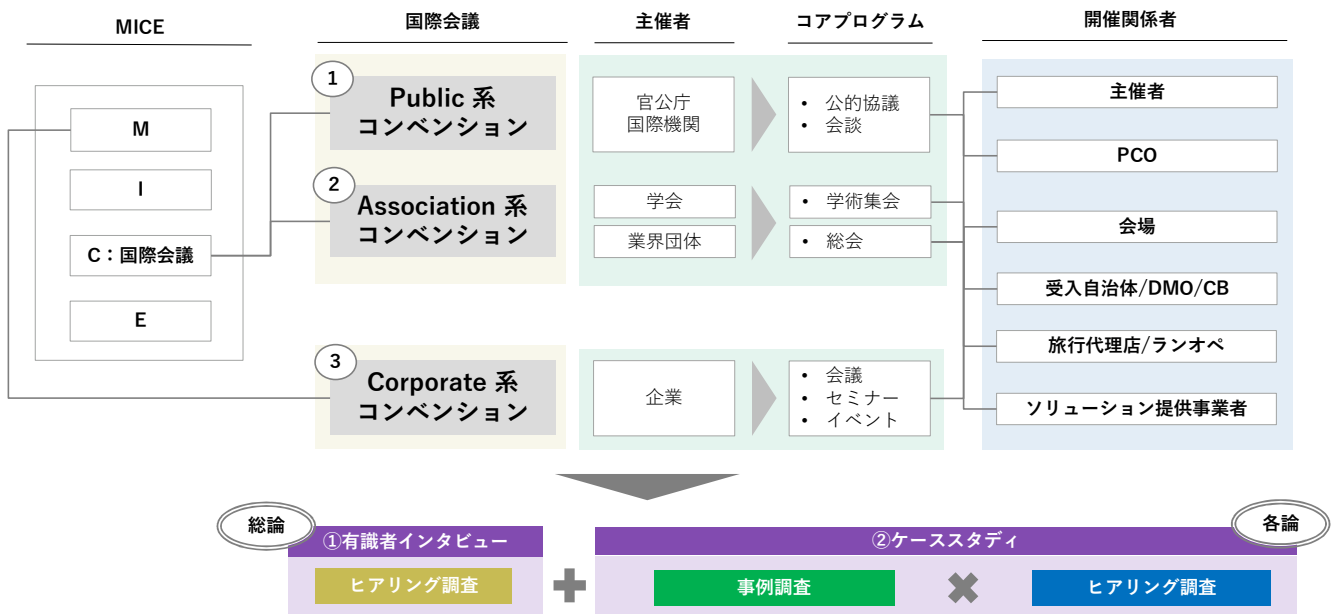 MICE
国際会議
主催者
コアプログラム
開催関係者
M
I
C：国際会議
E
1
Public 系
コンベンション
2
Association 系
コンベンション
3
Corporate 系
コンベンション
官公庁
国際機関
学会
業界団体
企業
• 公的協議
• 会談
• 学術集会
• 総会
• 会議
• セミナー
• イベント
主催者
PCO
会場
受入自治体/DMO/CB
旅行代理店/ランオペ
ソリューション提供事業者
総論
①有識者インタビュー
ヒアリング調査
各論
②ケーススタディ
事例調査
ヒアリング調査